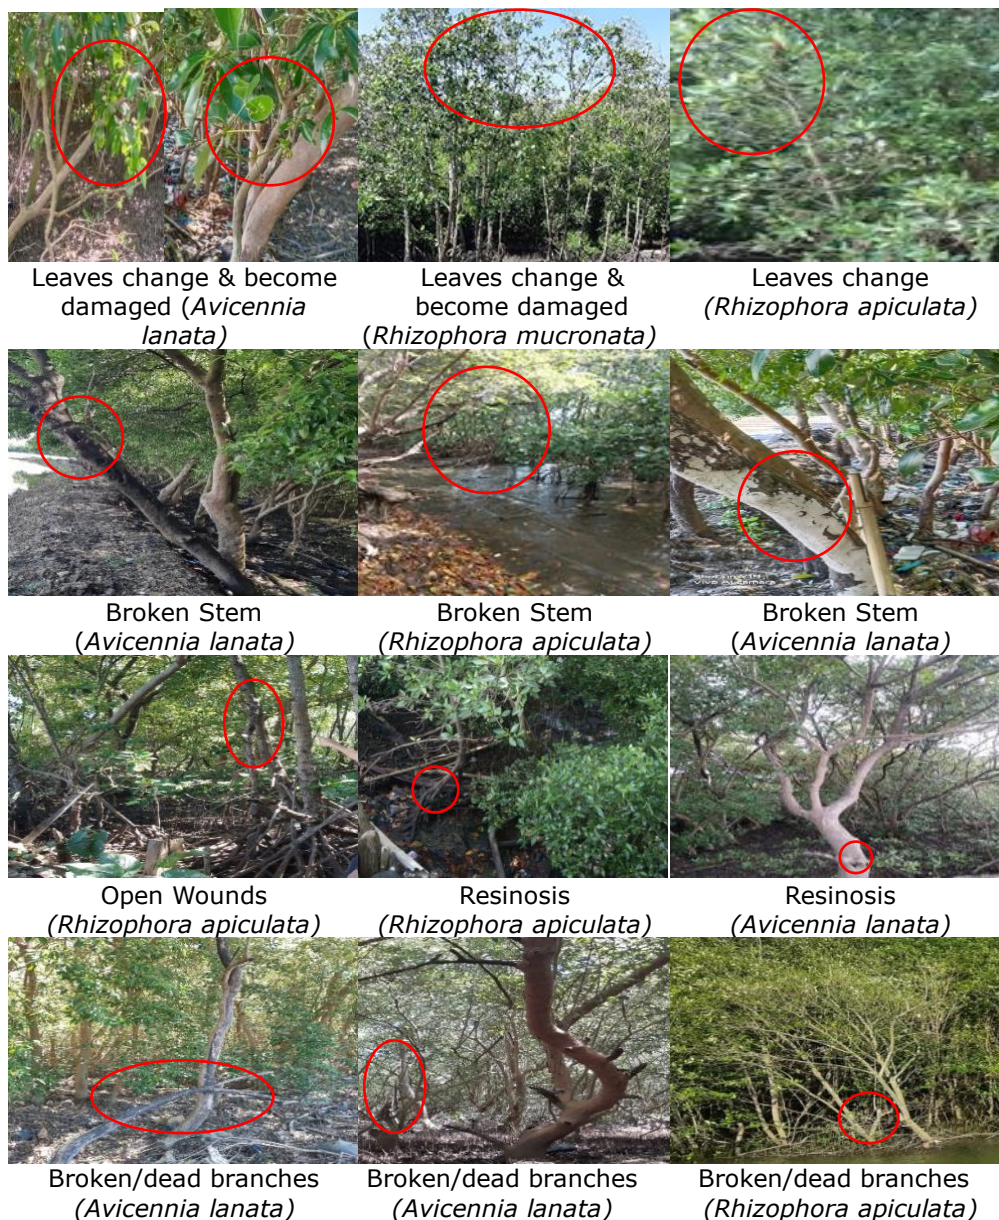 Leaves change & become
damaged (Avicennia
lanata)
Leaves change &
become damaged
(Rhizophora mucronata)
Leaves change
(Rhizophora apiculata)
Broken Stem
(Avicennia lanata)
Broken Stem
(Rhizophora apiculata)
Broken Stem
(Avicennia lanata)
Open Wounds
(Rhizophora apiculata)
Resinosis
(Rhizophora apiculata)
Resinosis
(Avicennia lanata)
Broken/dead branches
(Avicennia lanata)
Broken/dead branches
(Avicennia lanata)
Broken/dead branches
(Rhizophora apiculata)